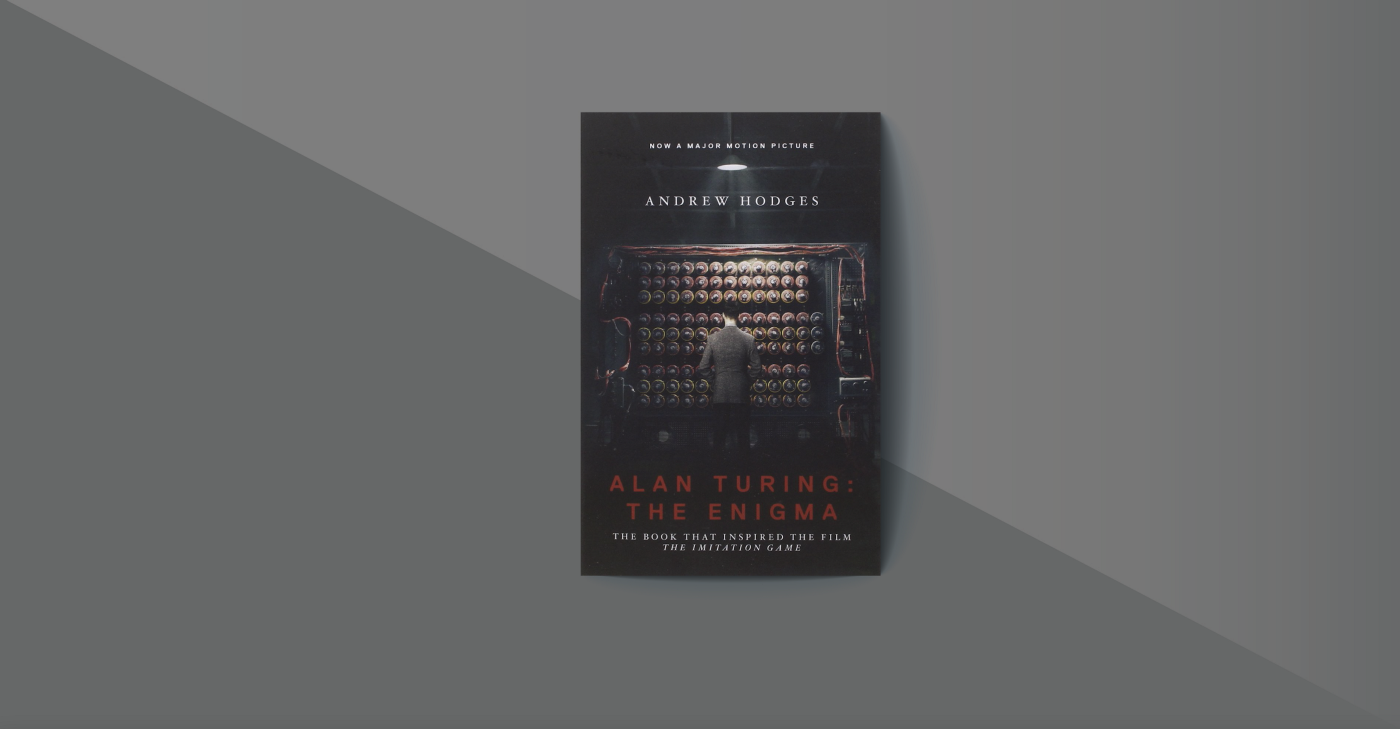 NOW A MAJOR MOTION PICTURE
ANDREW HODGES
ALAN TURING:
THE ENIGMA
THE BOOK THAT INSPIRED THE FILM
THE IMITATION GAME